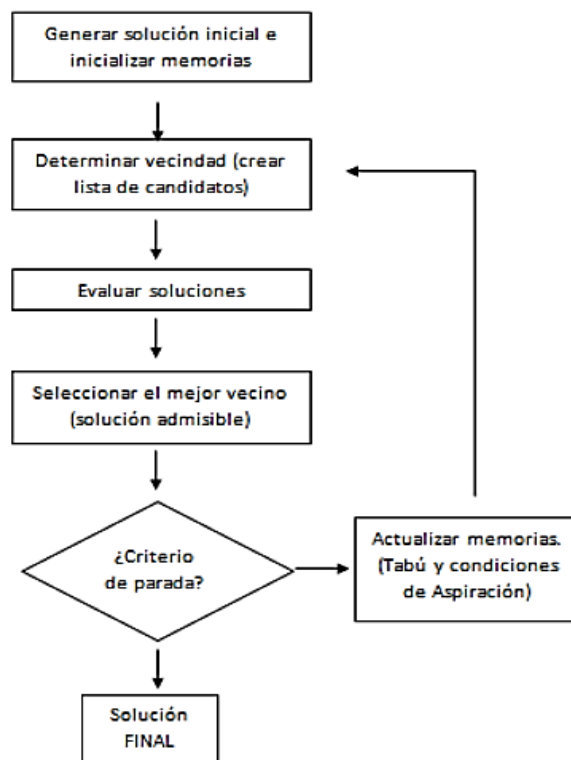 Generar solución inicial e
inicializar memorias
Determinar vecindad (crear
lista de candidatos)
Evaluar soluciones
Seleccionar el mejor vecino
(solución admisible)
¿Criterio
de parada?
Actualizar memorias.
(Tabú y condiciones
de Aspiración)
Solución
FINAL